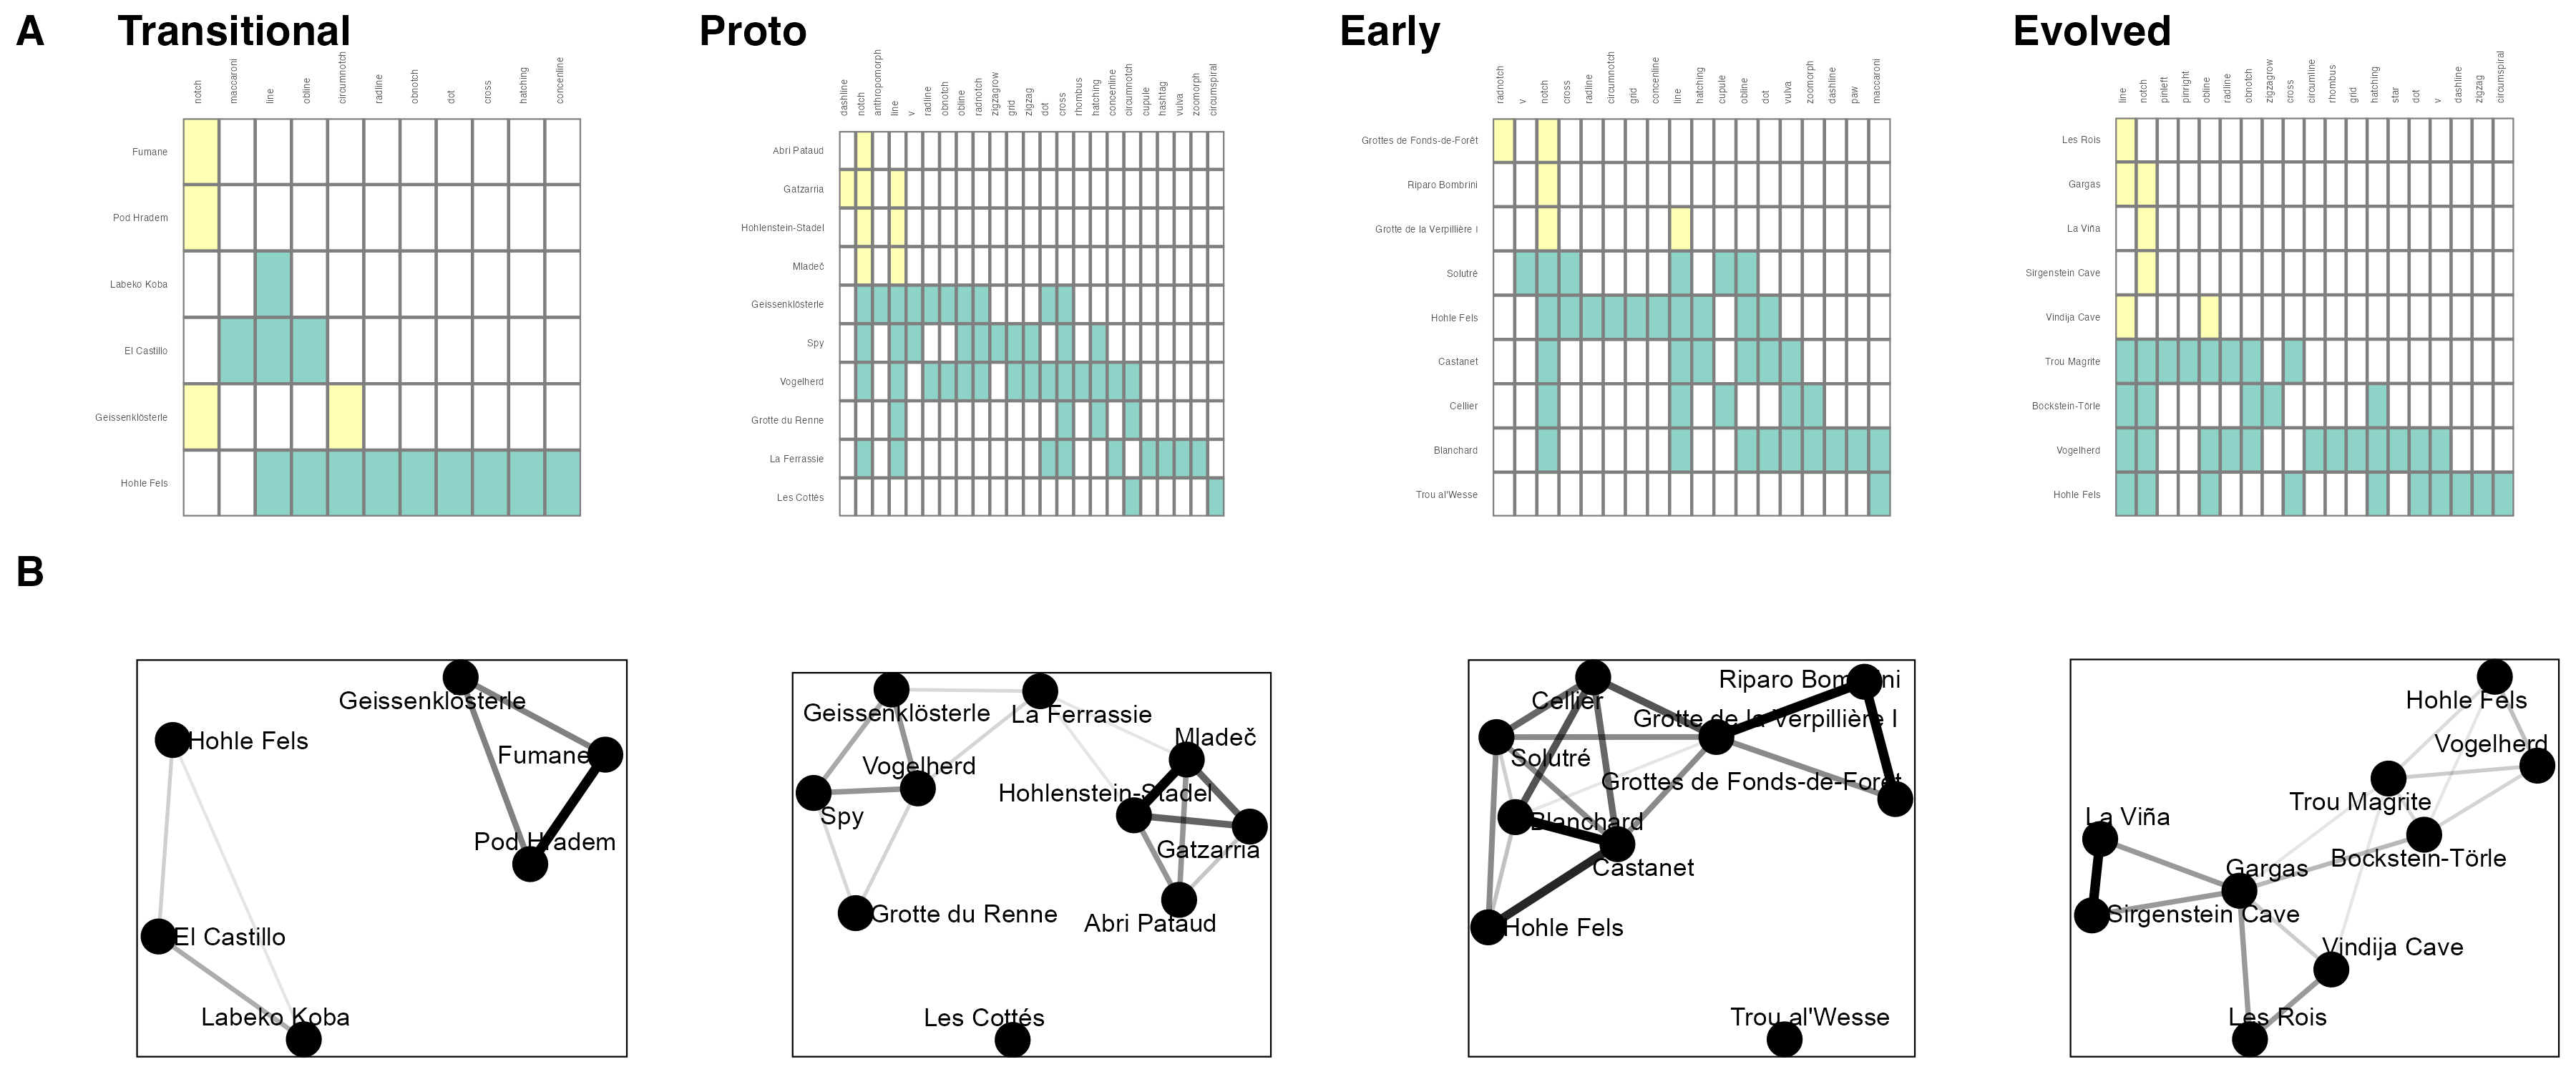 A
Transitional
Proto
Early
Evolved
notch
maccaroni
line
obline
circumnotch
radline
obnotch
dot
cross
hatching
concenline
Fumane
Pod Hradem
Labeko Koba
El Castillo
Geissenklösterle
Hohle Fels
dashline
notch
anthropomorph
line
v
radline
obnotch
obline
radnotch
zigzagrow
grid
zigzag
dot
cross
rhombus
hatching
concenline
circumnotch
cupule
hashtag
vulva
zoomorph
circumspiral
Abri Pataud
Gatzarria
Hohlenstein-Stadel
Mladeč
Geissenklösterle
Spy
Vogelherd
Grotte du Renne
La Ferrassie
Les Cottés
radnotch
v
notch
cross
radline
circumnotch
grid
concenline
line
hatching
cupule
obline
dot
vulva
zoomorph
dashline
paw
maccaroni
Grottes de Fonds-de-Forêt
Riparo Bombrini
Grotte de la Verpillière I
Solutré
Hohle Fels
Castanet
Cellier
Blanchard
Trou al'Wesse
line
notch
pinleft
pinright
obline
radline
obnotch
zigzagrow
cross
circumline
rhombus
grid
hatching
star
dot
v
dashline
zigzag
circumspiral
Les Rois
Gargas
La Viña
Sirgenstein Cave
Vindija Cave
Trou Magrite
Bockstein-Törle
Vogelherd
Hohle Fels
B
Geissenklösterle
Hohle Fels
Fumane
Pod Hradem
El Castillo
Labeko Koba
Geissenklösterle
La Ferrassie
Mladeč
Vogelherd
Hohlenstein-Stadel
Spy
Gatzarria
Grotte du Renne
Abri Pataud
Les Cottés
Riparo Bombrini
Cellier
Grotte de la Verpillière I
Solutré
Grottes de Fonds-de-Forêt
Blanchard
Castanet
Hohle Fels
Trou al'Wesse
Hohle Fels
Vogelherd
Trou Magrite
La Viña
Bockstein-Törle
Gargas
Sirgenstein Cave
Vindija Cave
Les Rois